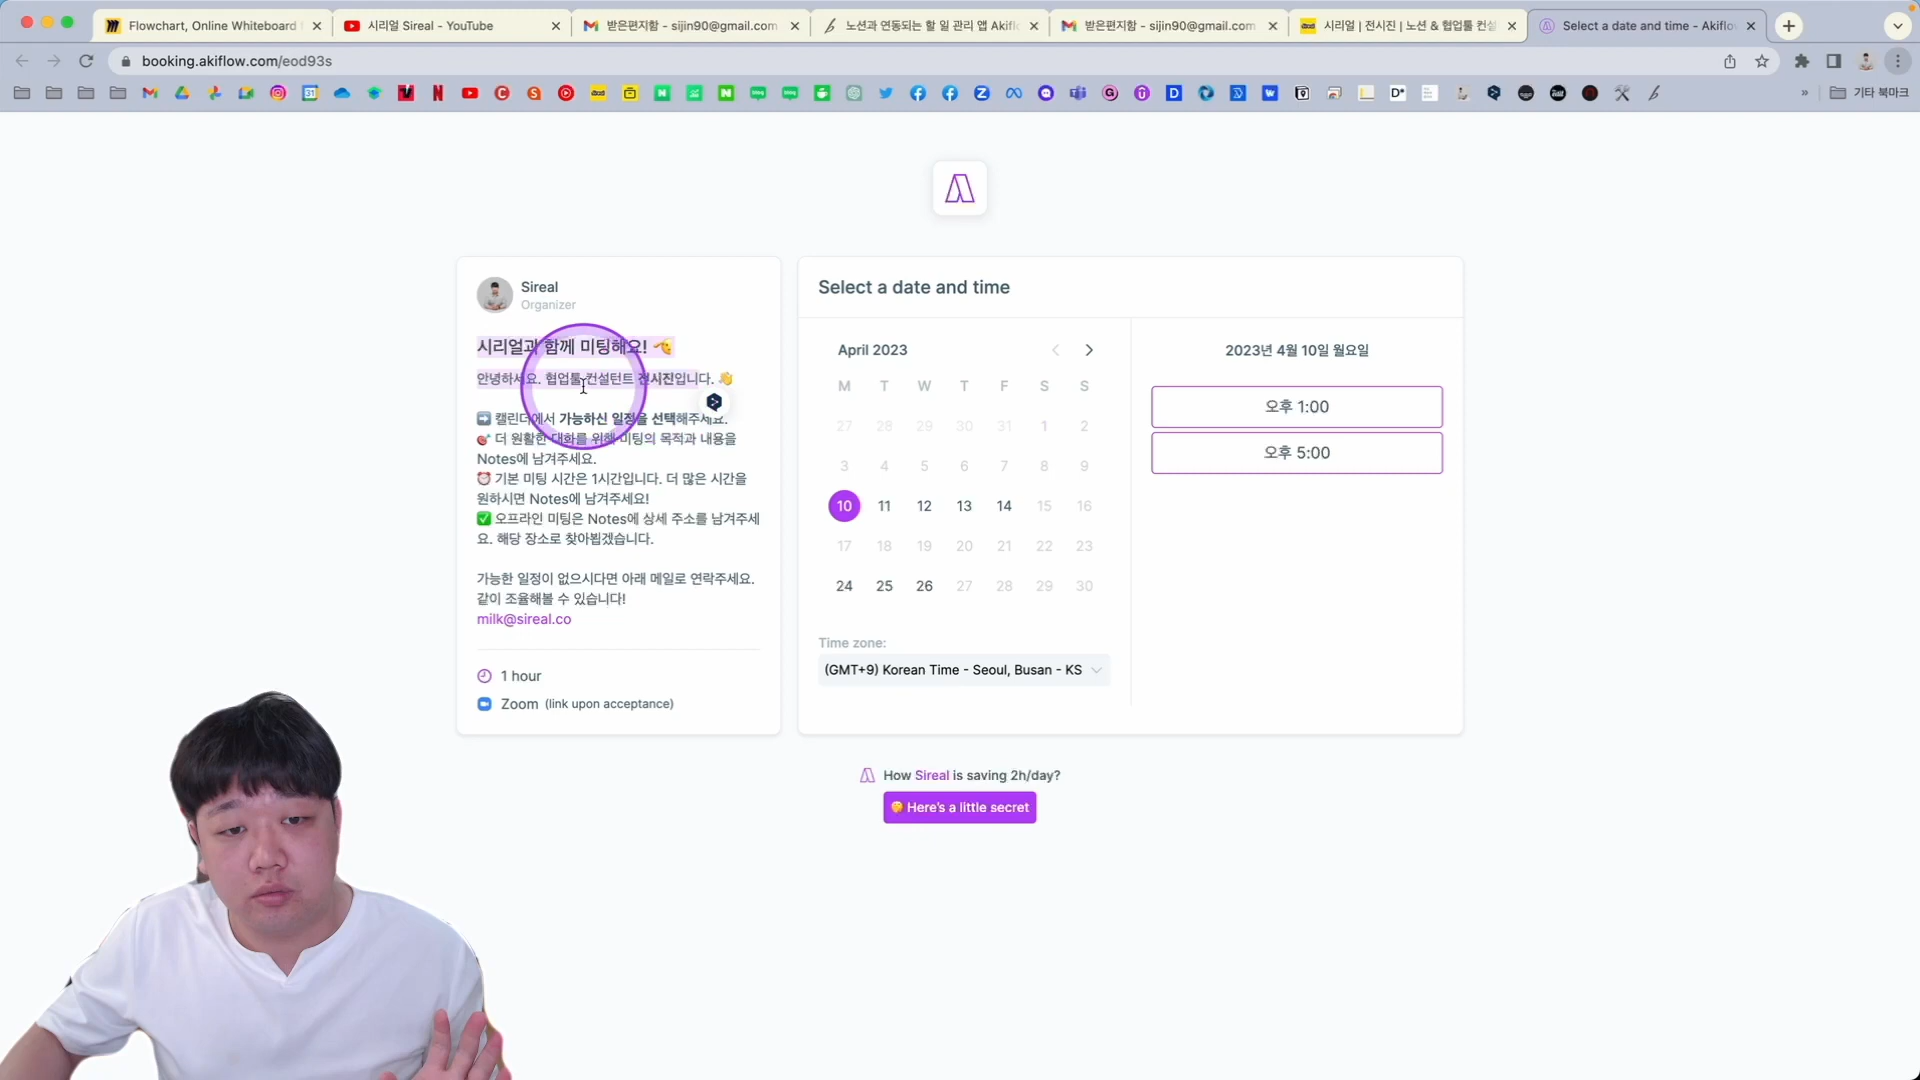 Flowchart, Online Whiteboard
시리얼 Sireal - YouTube
받은편지함 - sijin90@gmail.com
노션과 연동되는 할 일 관리 앱 Akifl
받은편지함 - sijin90@gmail.com
시리얼 | 전시진 | 노션 & 협업툴 컨설
Select a date and time - Akiflo
booking.akiflow.com/eod93s
기타 북마크
Sireal
Organizer
시리얼과 함께 미팅해요! 🫡
안녕하세요. 협업툴 컨설턴트 전시진입니다. 👋
➡️ 캘린더에서 가능하신 일정을 선택해주세요.
🎯 더 원활한 대화를 위해 미팅의 목적과 내용을
Notes에 남겨주세요.
⏰ 기본 미팅 시간은 1시간입니다. 더 많은 시간을
원하시면 Notes에 남겨주세요!
✅ 오프라인 미팅은 Notes에 상세 주소를 남겨주세
요. 해당 장소로 찾아뵙겠습니다.
가능한 일정이 없으시다면 아래 메일로 연락주세요.
같이 조율해볼 수 있습니다!
milk@sireal.co
1 hour
Zoom (link upon acceptance)
Select a date and time
April 2023
M T W T F S S
27 28 29 30 31 1 2
3 4 5 6 7 8 9
10 11 12 13 14 15 16
17 18 19 20 21 22 23
24 25 26 27 28 29 30
Time zone:
(GMT+9) Korean Time - Seoul, Busan - KS
2023년 4월 10일 월요일
오후 1:00
오후 5:00
How Sireal is saving 2h/day?
🤫 Here's a little secret